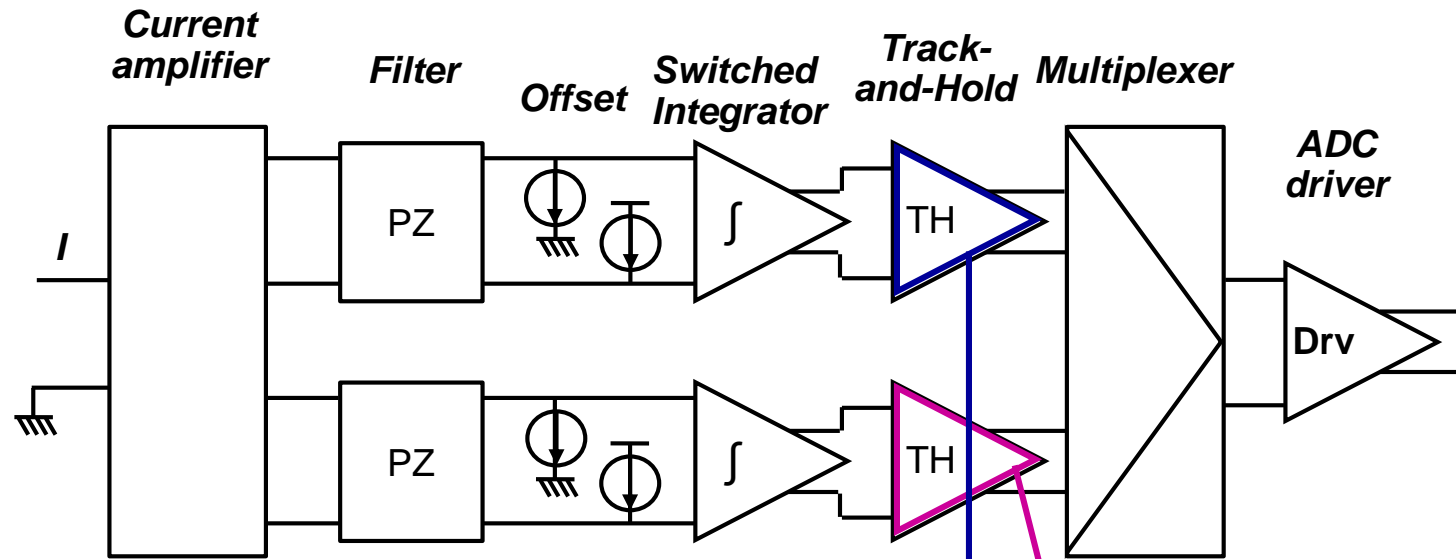 Current
amplifier
Filter
Offset
Switched
Integrator
Track-
and-Hold
Multiplexer
ADC
driver
I
PZ
∫
TH
Drv
PZ
∫
TH